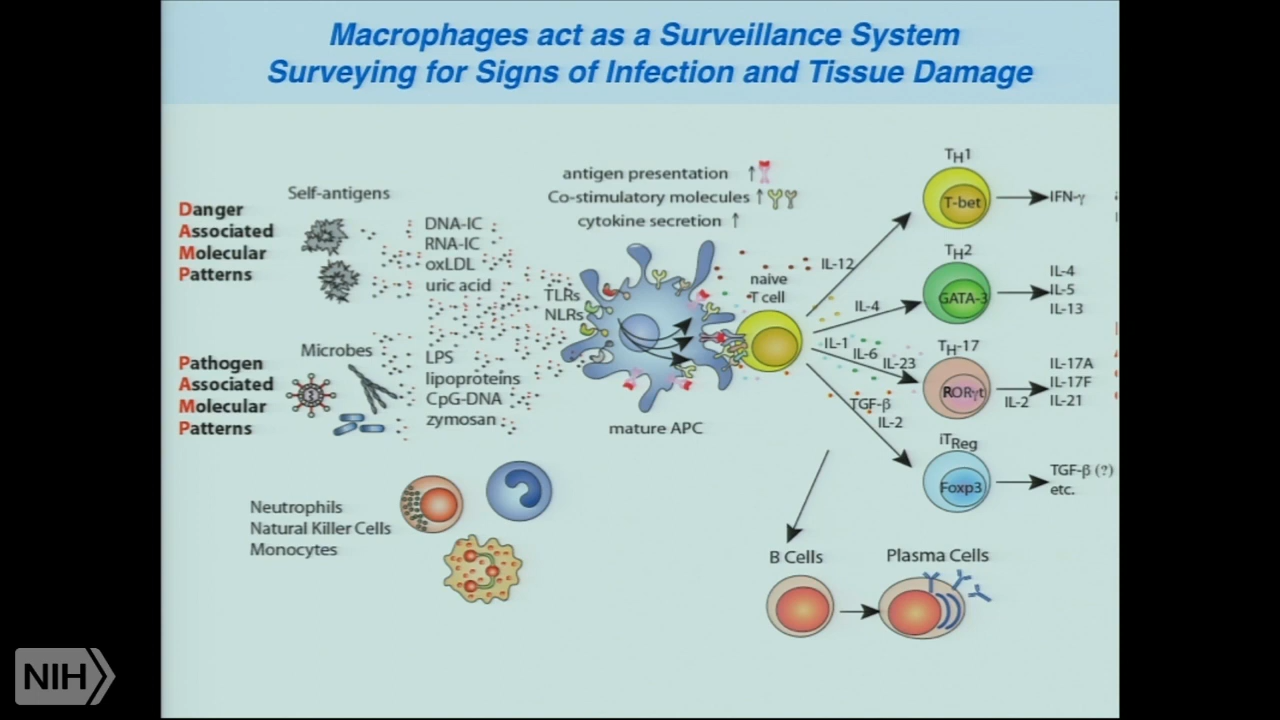 Macrophages act as a Surveillance System
Surveying for Signs of Infection and Tissue Damage
Danger
Associated
Molecular
Patterns
Self-antigens
DNA-IC
RNA-IC
oxLDL
uric acid
Pathogen
Associated
Molecular
Patterns
Microbes
LPS
lipoproteins
CpG-DNA
zymosan
antigen presentation ↑
Co-stimulatory molecules ↑
cytokine secretion ↑
TLRs
NLRs
mature APC
naive
T cell
IL-12
IL-4
IL-1
IL-6
IL-23
TGF-β
IL-2
TH1
T-bet
IFN-γ
TH2
GATA-3
IL-4
IL-5
IL-13
TH-17
RORγt
IL-2
IL-17A
IL-17F
IL-21
iTReg
Foxp3
TGF-β (?)
etc.
Neutrophils
Natural Killer Cells
Monocytes
B Cells
Plasma Cells
NIH